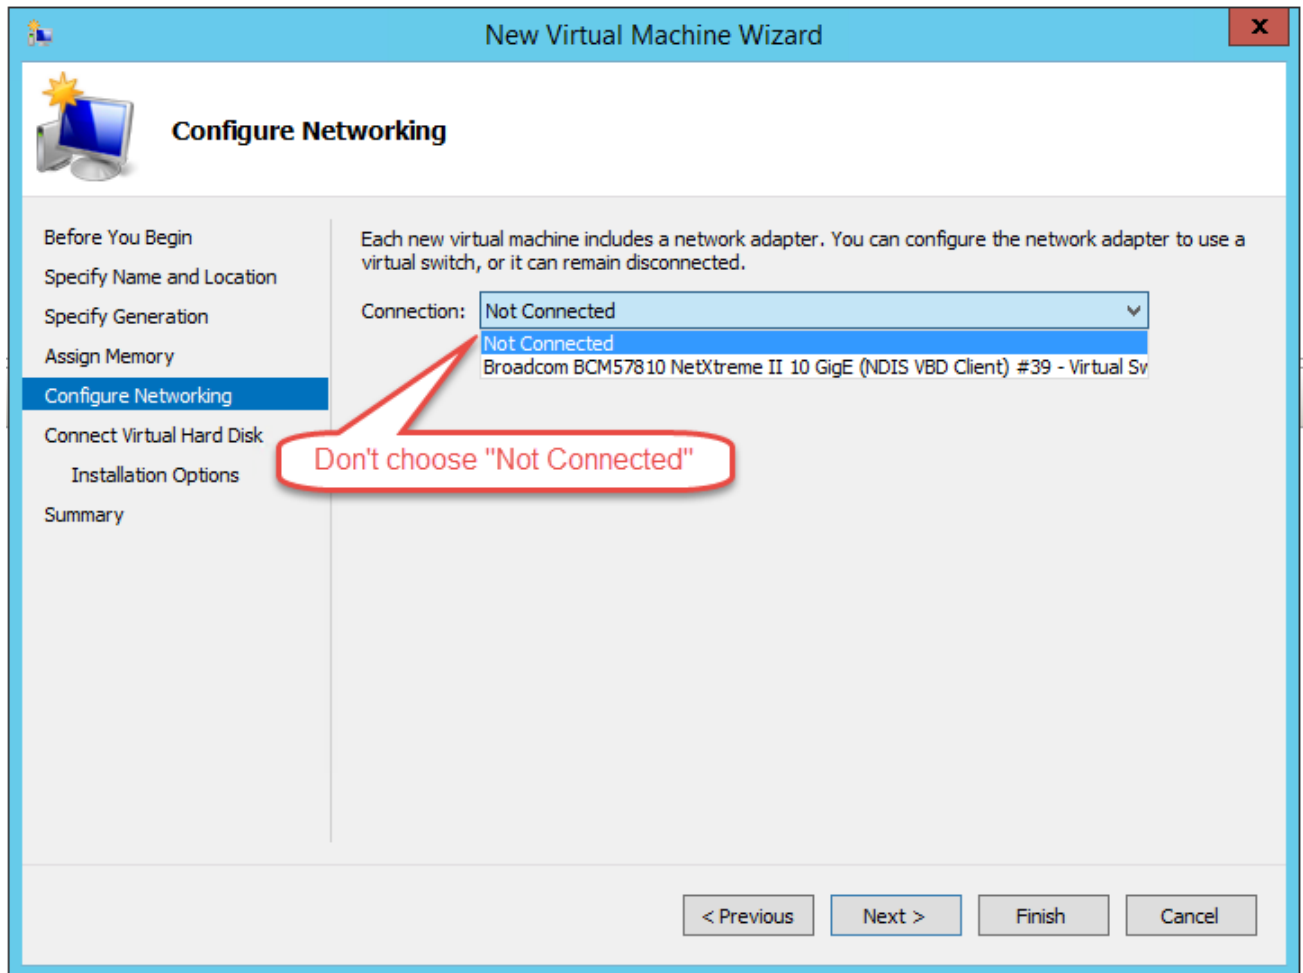 New Virtual Machine Wizard
x
Configure Networking
Before You Begin
Specify Name and Location
Specify Generation
Assign Memory
Configure Networking
Connect Virtual Hard Disk
Installation Options
Summary
Each new virtual machine includes a network adapter. You can configure the network adapter to use a
virtual switch, or it can remain disconnected.
Connection: Not Connected
Not Connected
Broadcom BCM57810 NetXtreme II 10 GigE (NDIS VBD Client) #39 - Virtual Sw
Don't choose "Not Connected"
< Previous
Next >
Finish
Cancel